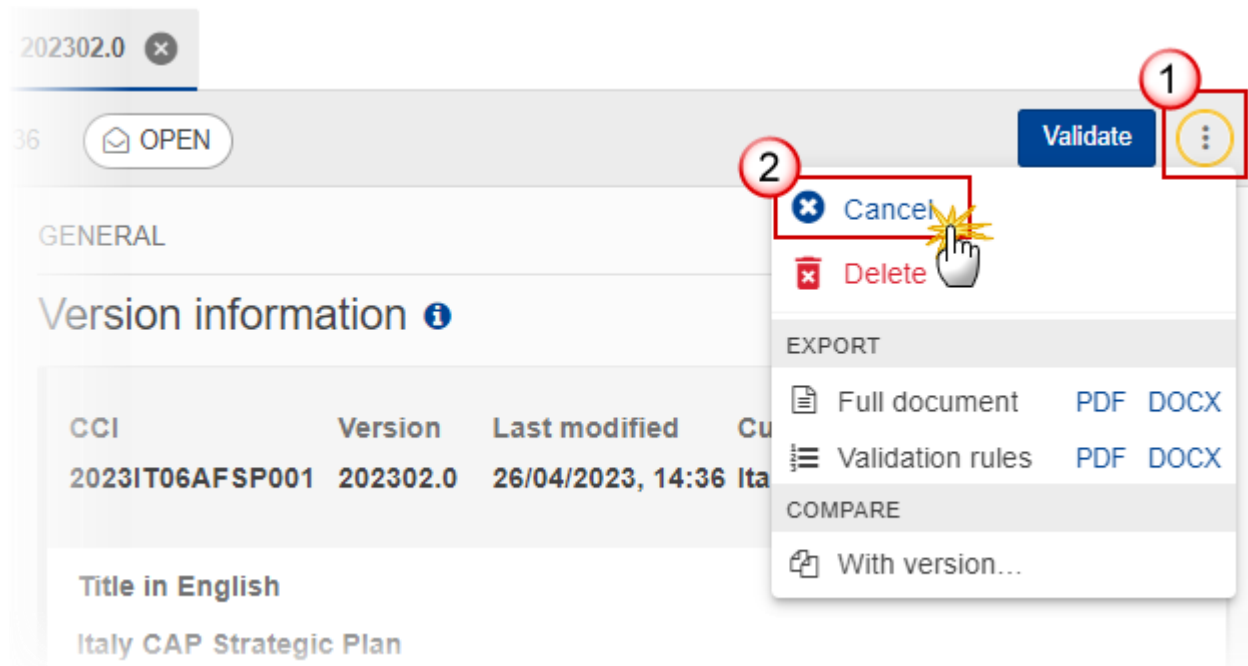 202302.0
1
36 OPEN Validate
2
Cancel
GENERAL
Delete
Version information
EXPORT
Full document PDF DOCX
CCI Version Last modified Cu
Validation rules PDF DOCX
2023IT06AFSP001 202302.0 26/04/2023, 14:36 Ita
COMPARE
With version...
Title in English
Italy CAP Strategic Plan